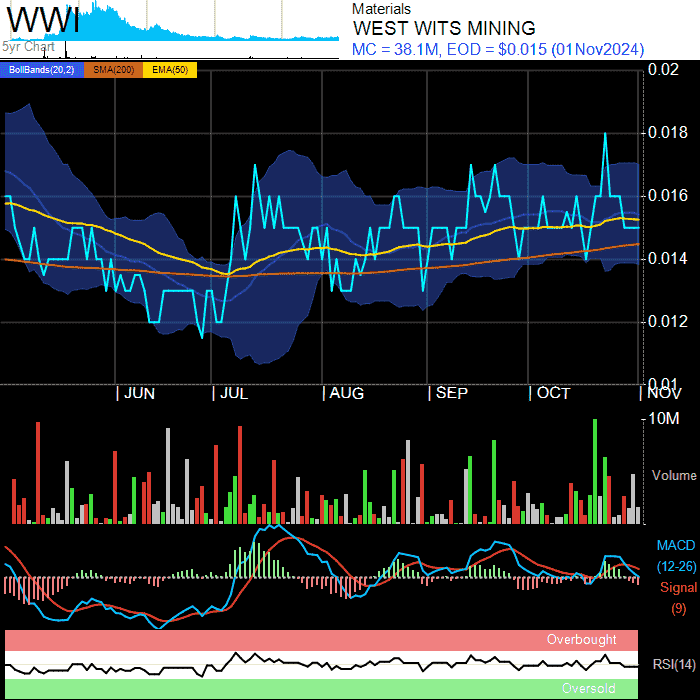 WWI
5yr Chart
Materials
WEST WITS MINING
MC = 38.1M, EOD = $0.015 (01Nov2024)
BollBands(20,2) SMA(200) EMA(50)
0.02
0.018
0.016
0.014
0.012
0.01
JUN JUL AUG SEP OCT NOV
10M
Volume
MACD
(12-26)
Signal
(9)
Overbought
RSI(14)
Oversold